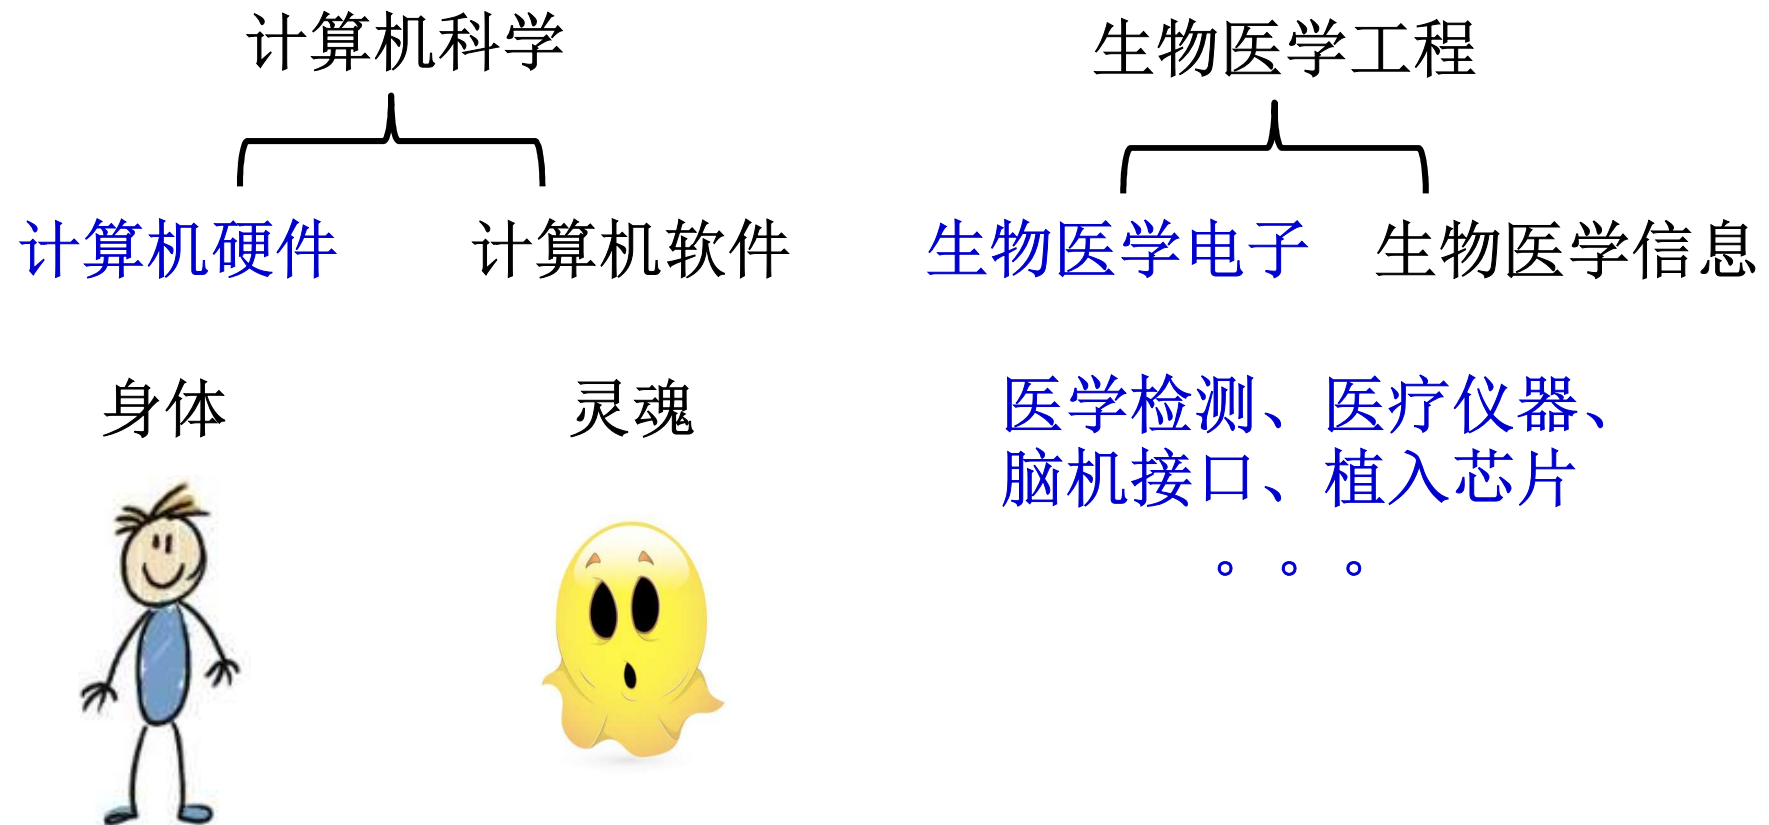 计算机科学
生物医学工程
计算机硬件
计算机软件
生物医学电子
生物医学信息
身体
灵魂
医学检测、医疗仪器、
脑机接口、植入芯片
。。。